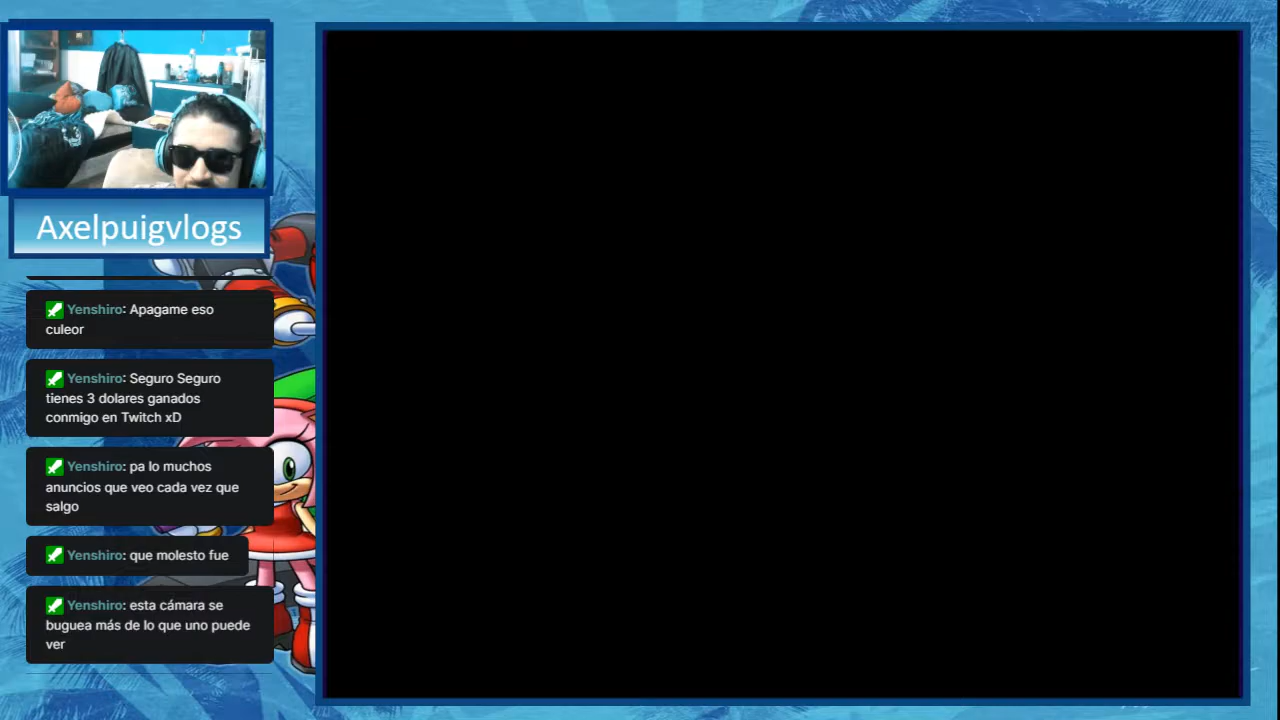 Axelpuigvlogs
Yenshiro: Apagame eso
culeor
Yenshiro: Seguro Seguro
tienes 3 dolares ganados
conmigo en Twitch xD
Yenshiro: pa lo muchos
anuncios que veo cada vez que
salgo
Yenshiro: que molesto fue
Yenshiro: esta cámara se
buguea más de lo que uno puede
ver